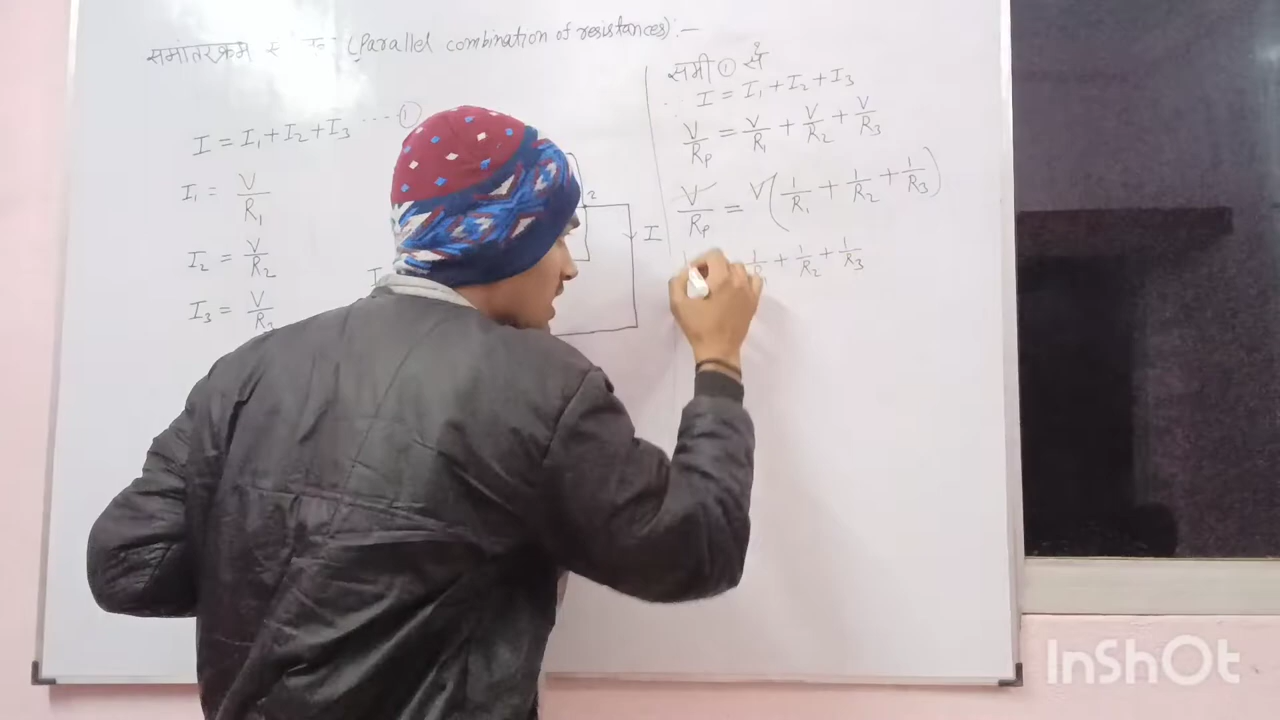 समांतरक्रम (Parallel combination of resistances):-
I = I₁ + I₂ + I₃ ---- ①
I₁ = V/R₁
I₂ = V/R₂
I₃ = V/R₃
I
2
I
समी ① से
I = I₁ + I₂ + I₃
V/Rₚ = V/R₁ + V/R₂ + V/R₃
V/Rₚ = V(1/R₁ + 1/R₂ + 1/R₃)
+ 1/R₂ + 1/R₃
InShOt